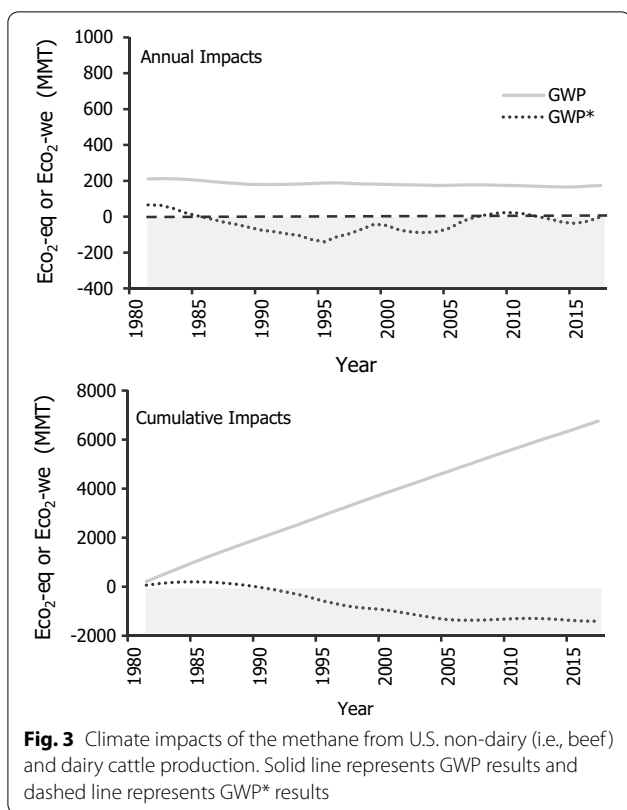 1000
800
600
400
200
0
-200
-400
Eco₂-eq or Eco₂-we (MMT)
Annual Impacts
GWP
GWP*
1980
1985
1990
1995
2000
2005
2010
2015
Year
8000
6000
4000
2000
0
-2000
Eco₂-eq or Eco₂-we (MMT)
Cumulative Impacts
1980
1985
1990
1995
2000
2005
2010
2015
Year
Fig. 3 Climate impacts of the methane from U.S. non-dairy (i.e., beef)
and dairy cattle production. Solid line represents GWP results and
dashed line represents GWP* results